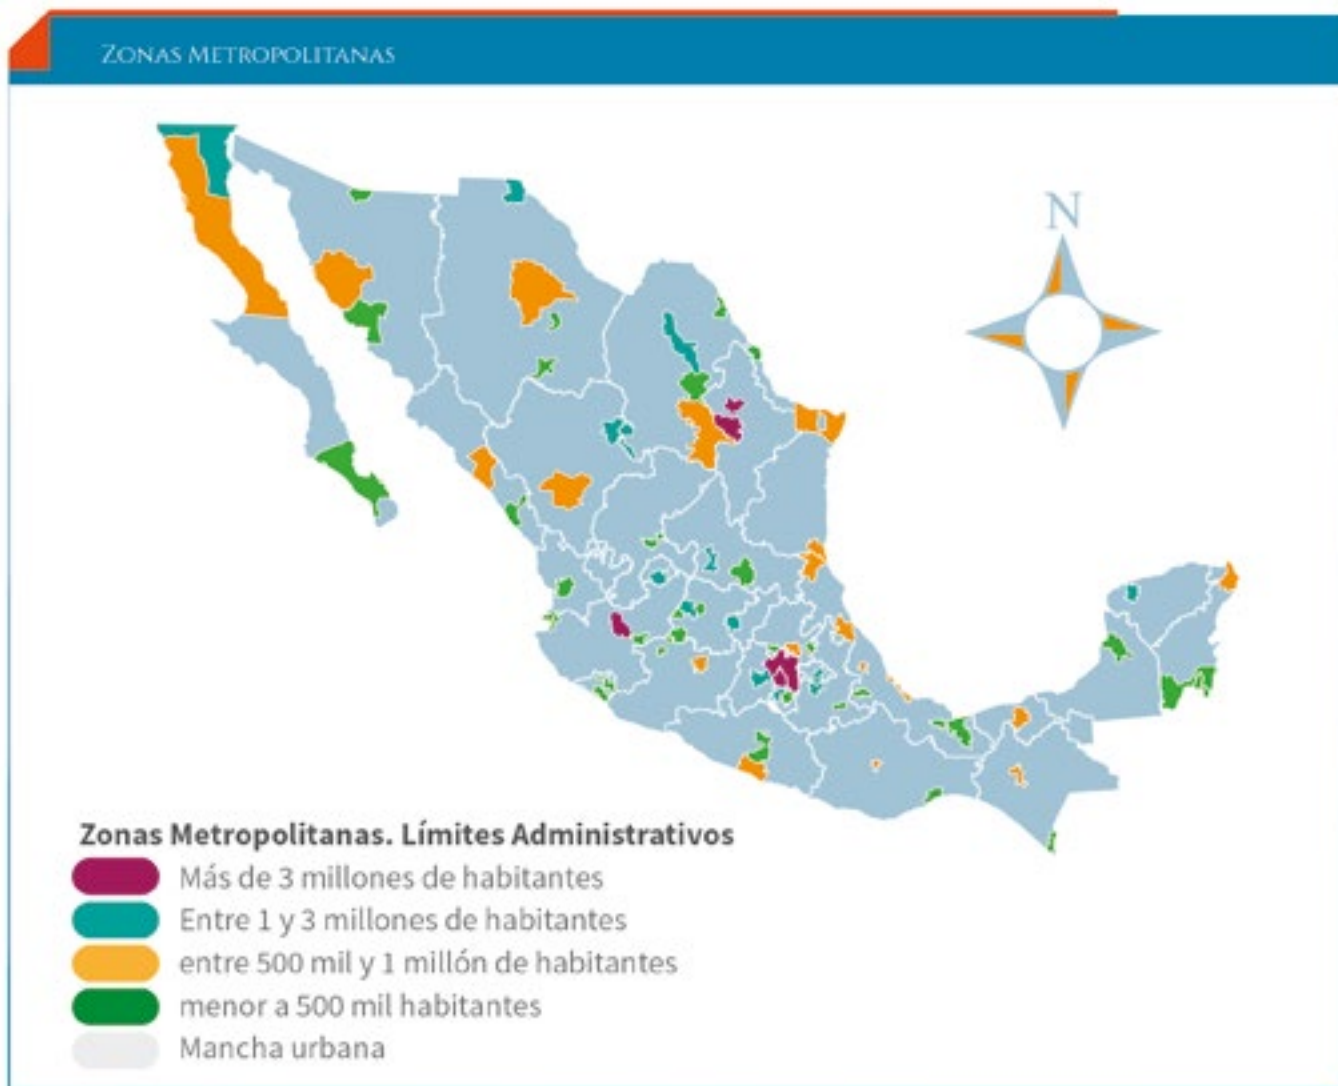 ZONAS METROPOLITANAS
N
Zonas Metropolitanas. Límites Administrativos
Más de 3 millones de habitantes
Entre 1 y 3 millones de habitantes
entre 500 mil y 1 millón de habitantes
menor a 500 mil habitantes
Mancha urbana